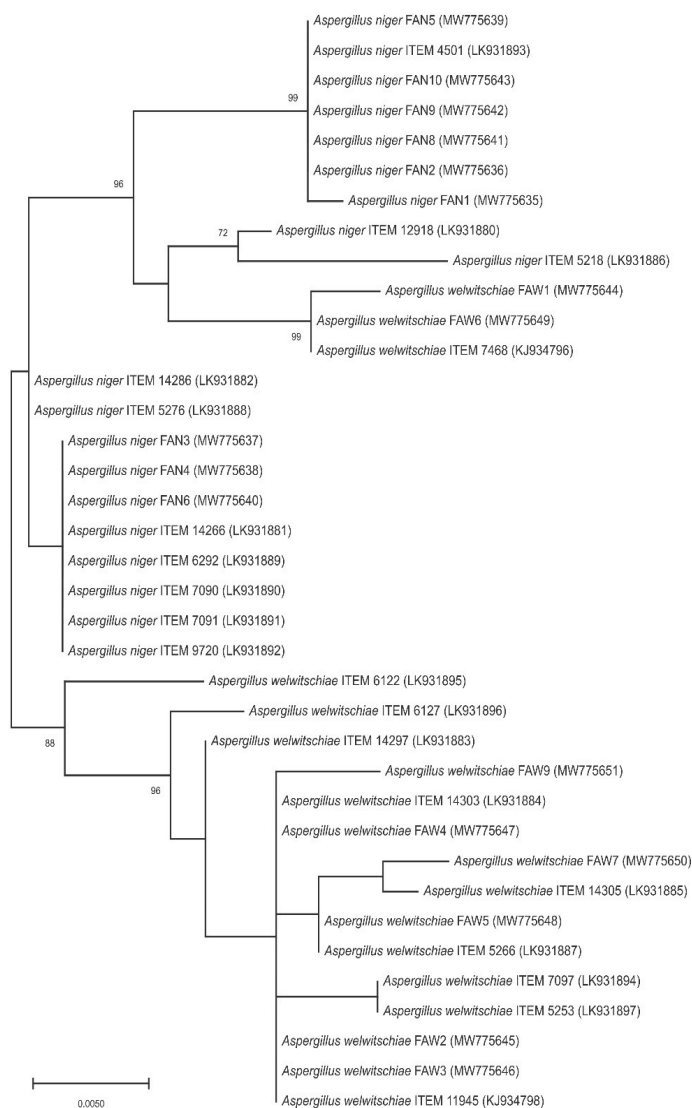 Aspergillus niger FAN5 (MW775639)
Aspergillus niger ITEM 4501 (LK931893)
Aspergillus niger FAN10 (MW775643)
99
Aspergillus niger FAN9 (MW775642)
Aspergillus niger FAN8 (MW775641)
Aspergillus niger FAN2 (MW775636)
96
Aspergillus niger FAN1 (MW775635)
72
Aspergillus niger ITEM 12918 (LK931880)
Aspergillus niger ITEM 5218 (LK931886)
Aspergillus welwitschiae FAW1 (MW775644)
Aspergillus welwitschiae FAW6 (MW775649)
99
Aspergillus welwitschiae ITEM 7468 (KJ934796)
Aspergillus niger ITEM 14286 (LK931882)
Aspergillus niger ITEM 5276 (LK931888)
Aspergillus niger FAN3 (MW775637)
Aspergillus niger FAN4 (MW775638)
Aspergillus niger FAN6 (MW775640)
Aspergillus niger ITEM 14266 (LK931881)
Aspergillus niger ITEM 6292 (LK931889)
Aspergillus niger ITEM 7090 (LK931890)
Aspergillus niger ITEM 7091 (LK931891)
Aspergillus niger ITEM 9720 (LK931892)
Aspergillus welwitschiae ITEM 6122 (LK931895)
Aspergillus welwitschiae ITEM 6127 (LK931896)
88
Aspergillus welwitschiae ITEM 14297 (LK931883)
Aspergillus welwitschiae FAW9 (MW775651)
96
Aspergillus welwitschiae ITEM 14303 (LK931884)
Aspergillus welwitschiae FAW4 (MW775647)
Aspergillus welwitschiae FAW7 (MW775650)
Aspergillus welwitschiae ITEM 14305 (LK931885)
Aspergillus welwitschiae FAW5 (MW775648)
Aspergillus welwitschiae ITEM 5266 (LK931887)
Aspergillus welwitschiae ITEM 7097 (LK931894)
Aspergillus welwitschiae ITEM 5253 (LK931897)
Aspergillus welwitschiae FAW2 (MW775645)
Aspergillus welwitschiae FAW3 (MW775646)
Aspergillus welwitschiae ITEM 11945 (KJ934798)
0.0050